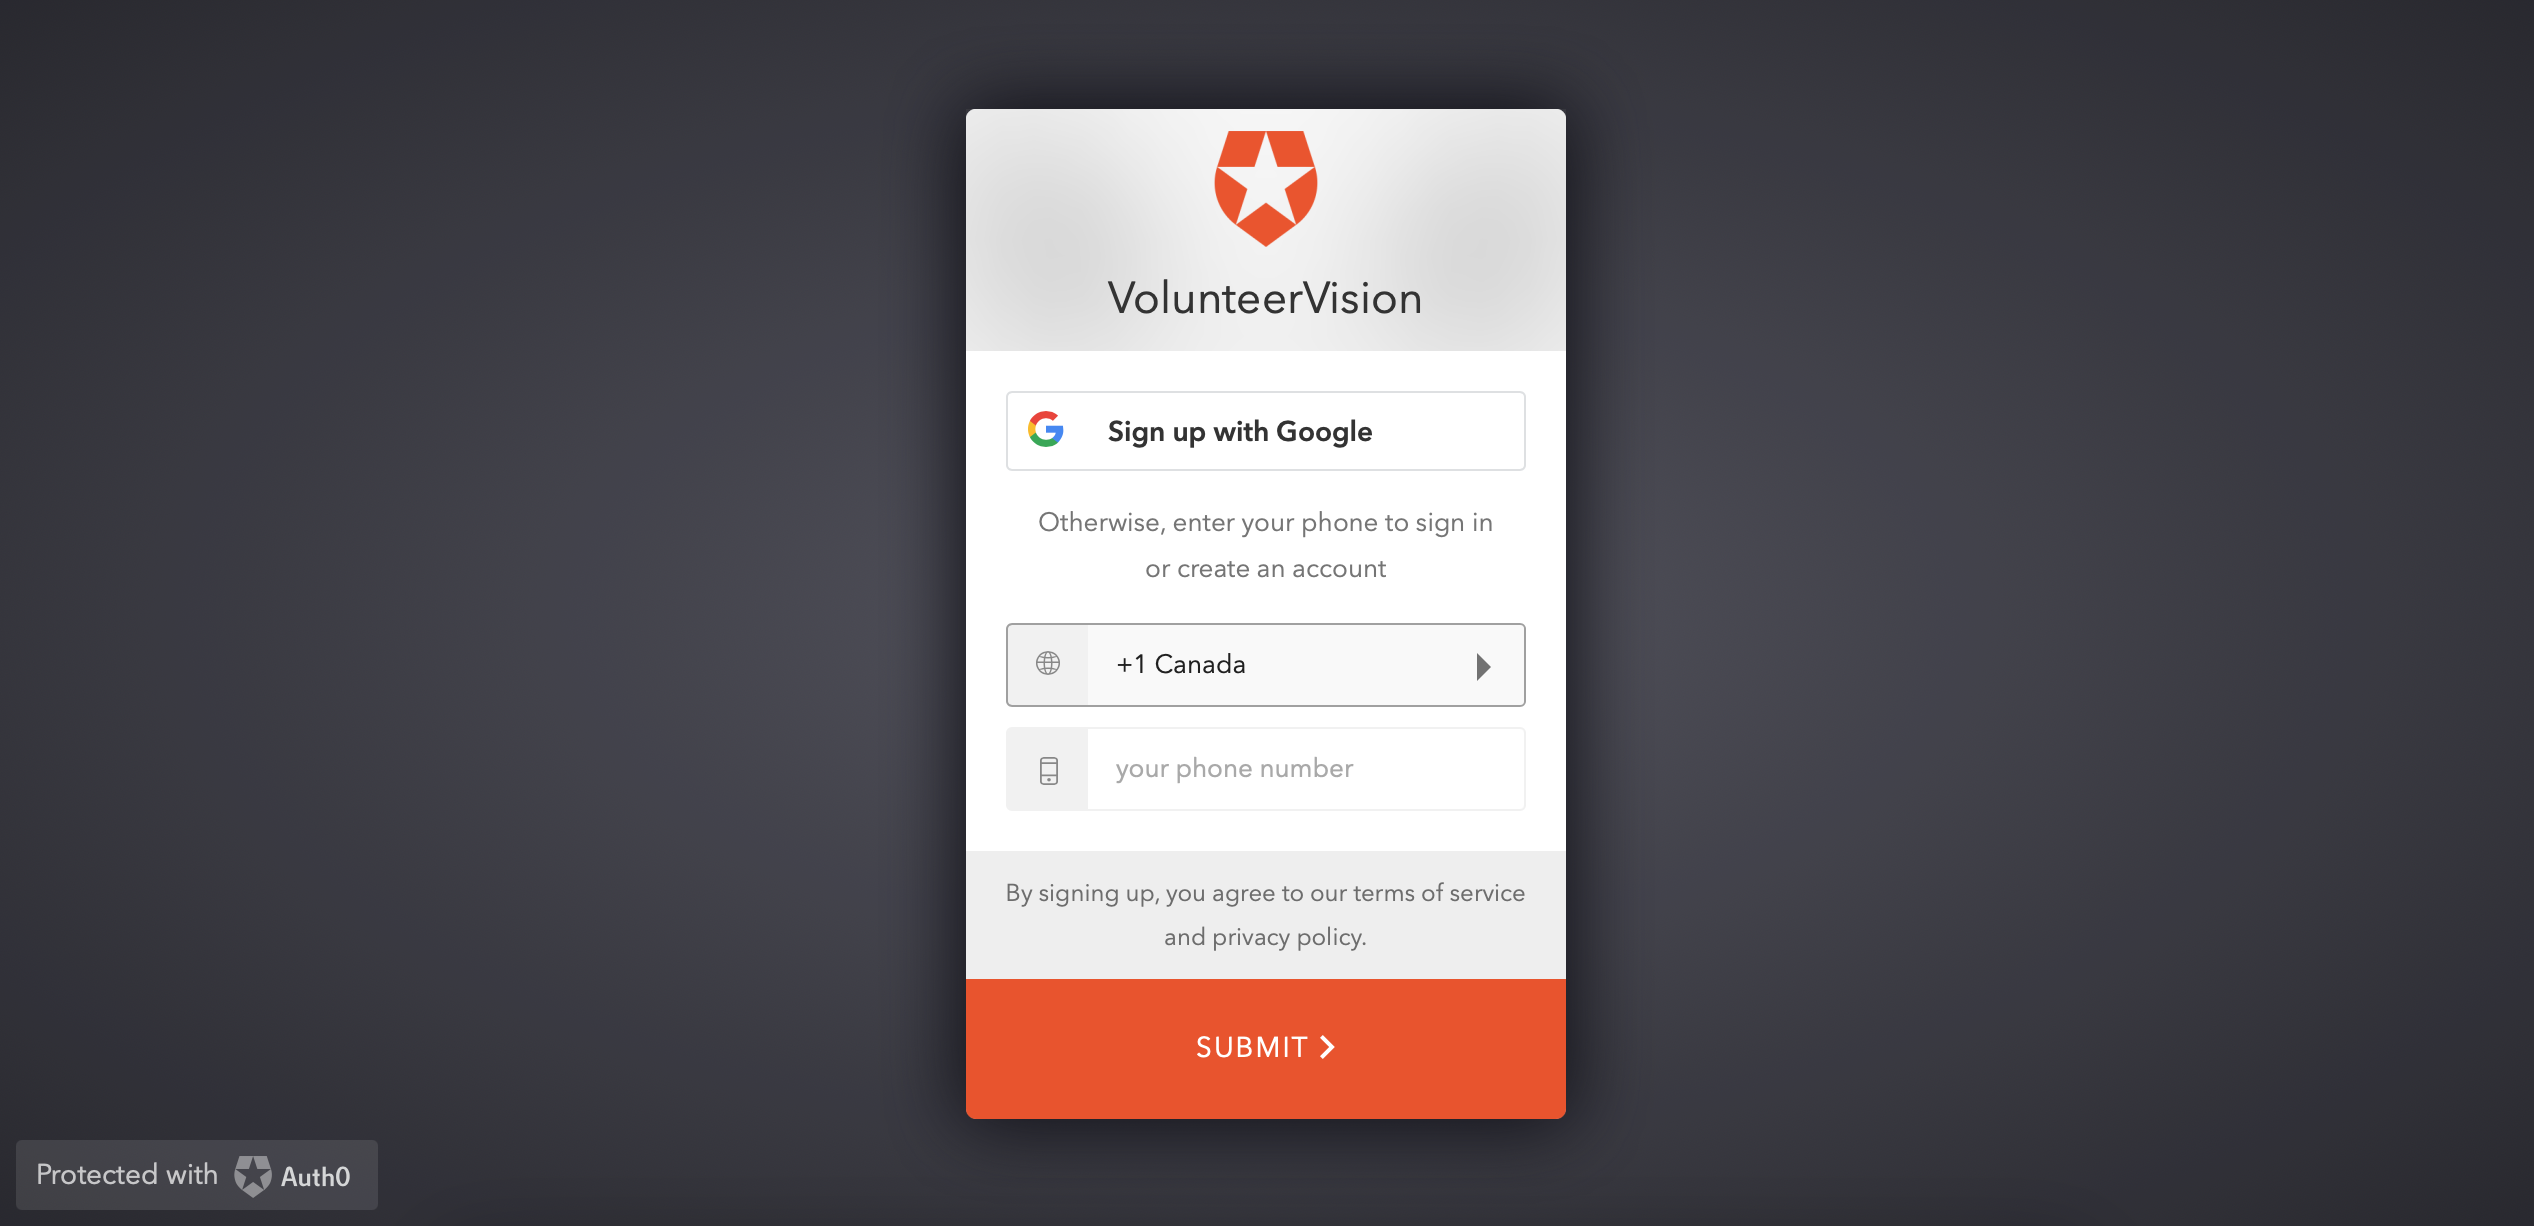 VolunteerVision
Sign up with Google
Otherwise, enter your phone to sign in
or create an account
+1 Canada
your phone number
By signing up, you agree to our terms of service
and privacy policy.
SUBMIT
Protected with Auth0